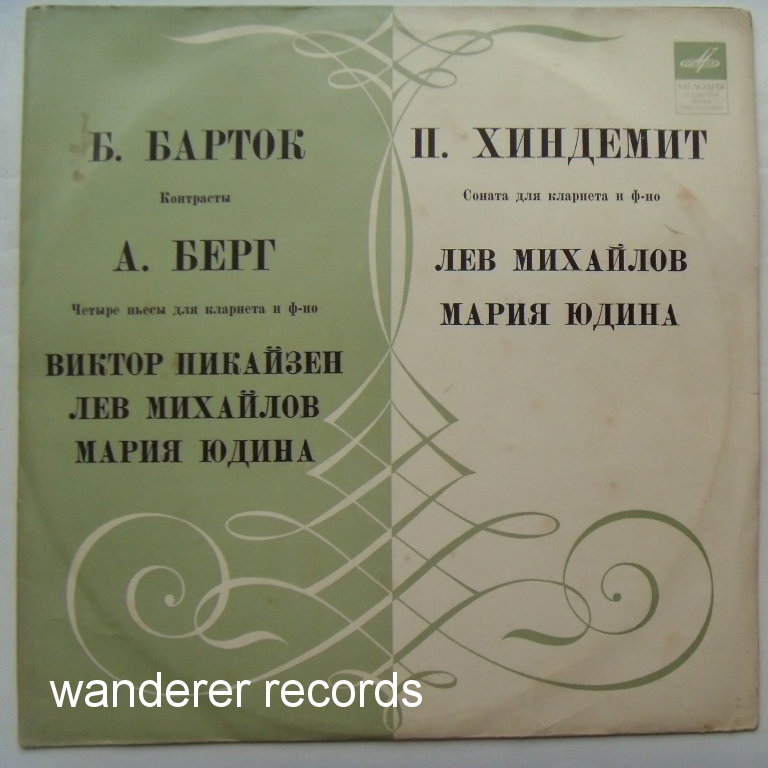 Б. БАРТОК
Контрасты
А. БЕРГ
Четыре пьесы для кларнета и ф-но
ВИКТОР ПИКАЙЗЕН
ЛЕВ МИХАЙЛОВ
МАРИЯ ЮДИНА
МЕЛОДИЯ
П. ХИНДЕМИТ
Соната для кларнета и ф-но
ЛЕВ МИХАЙЛОВ
МАРИЯ ЮДИНА
wanderer records